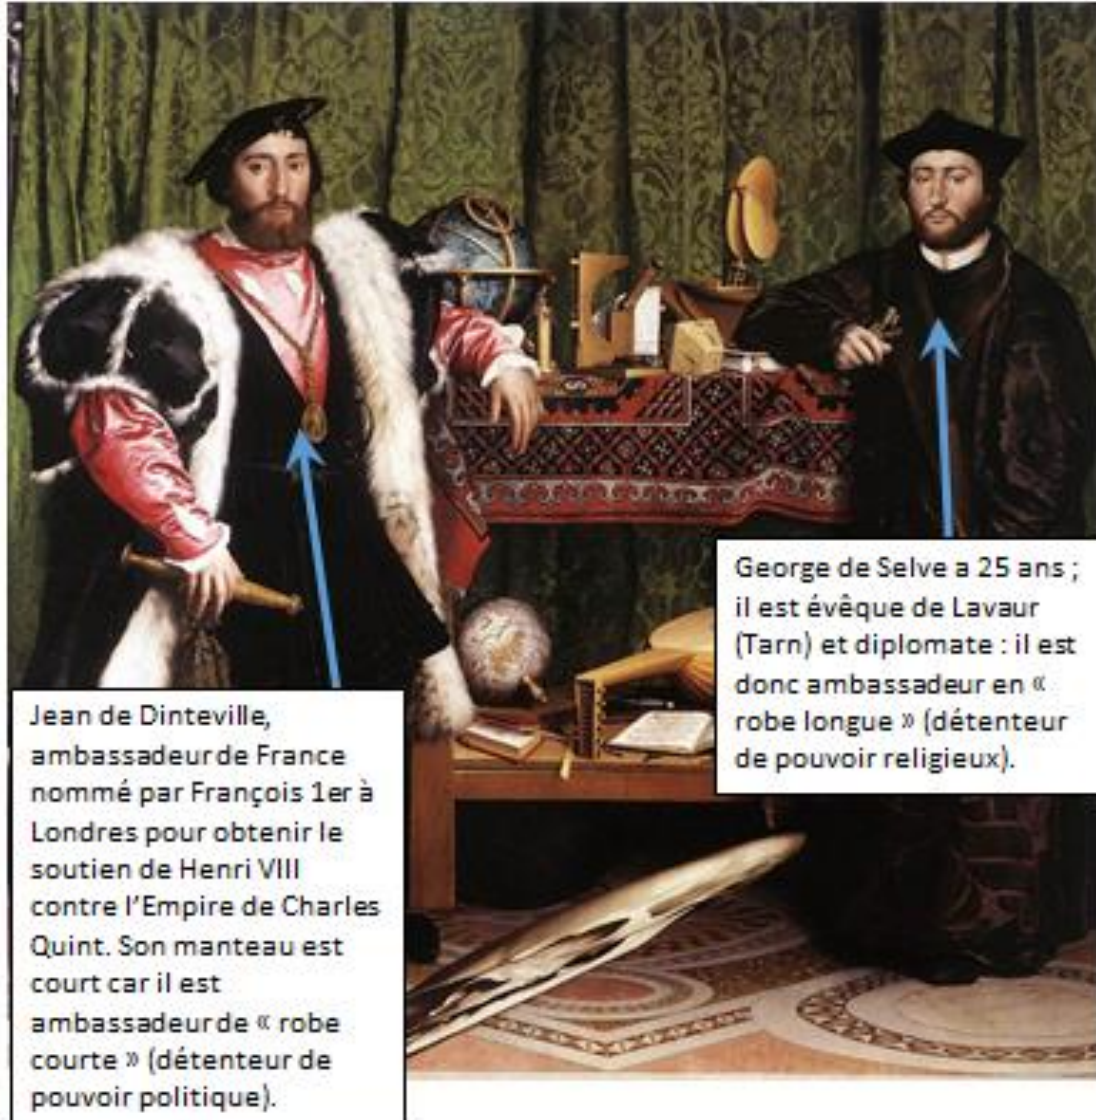 George de Selve a 25 ans ;
il est évêque de Lavaur
(Tarn) et diplomate : il est
donc ambassadeur en «
robe longue » (détenteur
de pouvoir religieux).
Jean de Dinteville,
ambassadeur de France
nommé par François 1er à
Londres pour obtenir le
soutien de Henri VIII
contre l'Empire de Charles
Quint. Son manteau est
court car il est
ambassadeur de « robe
courte » (détenteur de
pouvoir politique).